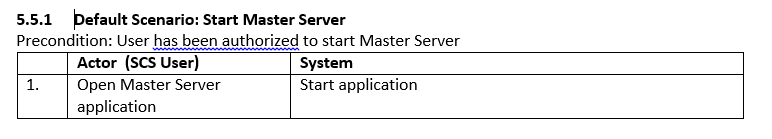 5.5.1 Default Scenario: Start Master Server
Precondition: User has been authorized to start Master Server
Actor (SCS User) System
1. Open Master Server Start application
application